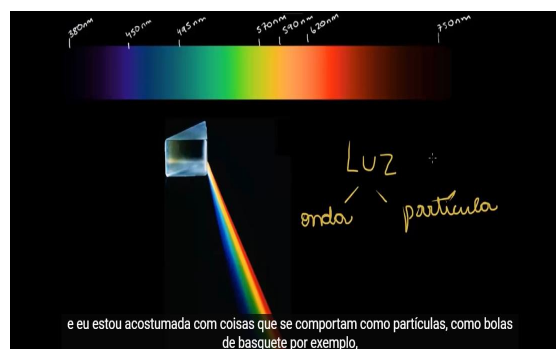 380nm 450nm 495nm 570nm 590nm 620nm 750nm
LUZ
onda partícula
e eu estou acostumada com coisas que se comportam como partículas, como bolas
de basquete por exemplo,